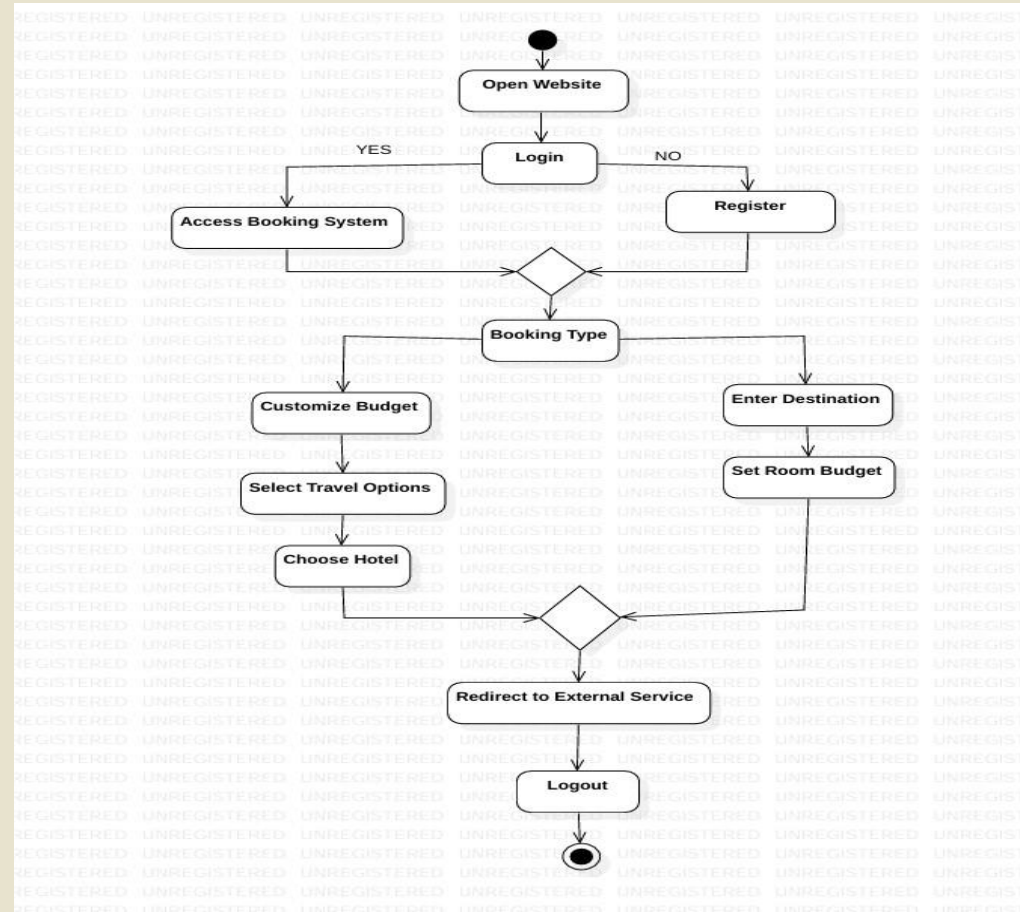 Open Website
Login
YES
NO
Access Booking System
Register
Booking Type
Customize Budget
Enter Destination
Select Travel Options
Set Room Budget
Choose Hotel
Redirect to External Service
Logout